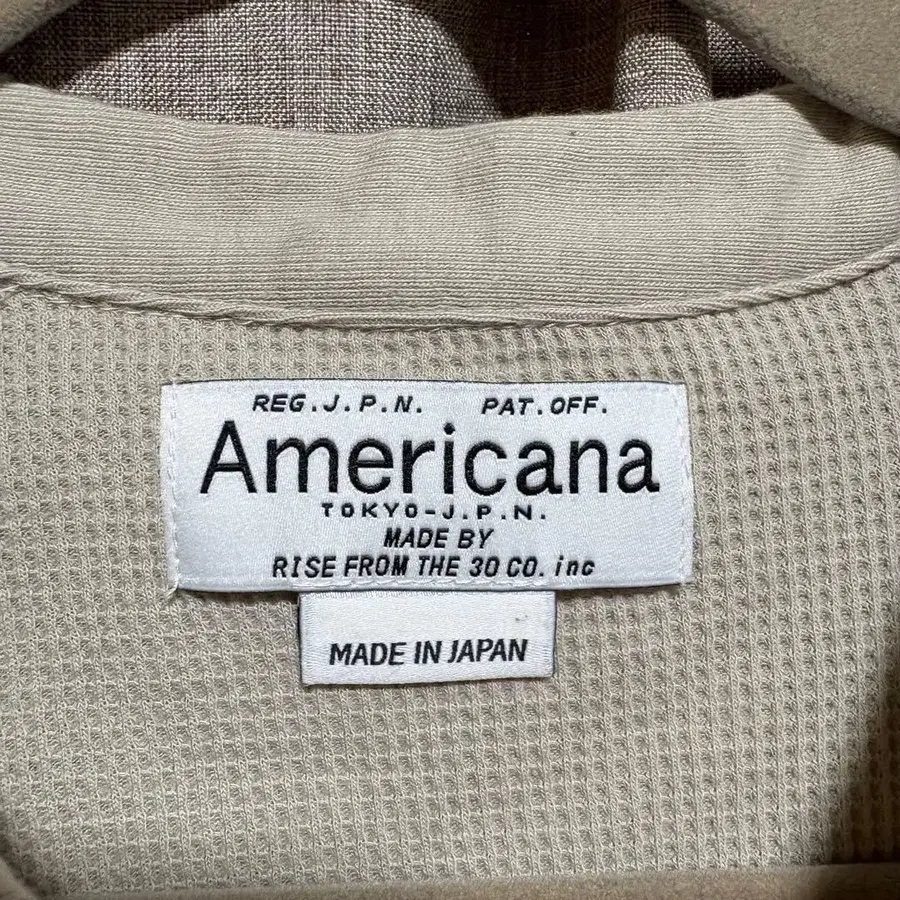 REG.J.P.N. PAT.OFF.
Americana
TOKYO-J.P.N.
MADE BY
RISE FROM THE 30 CO. inc
MADE IN JAPAN